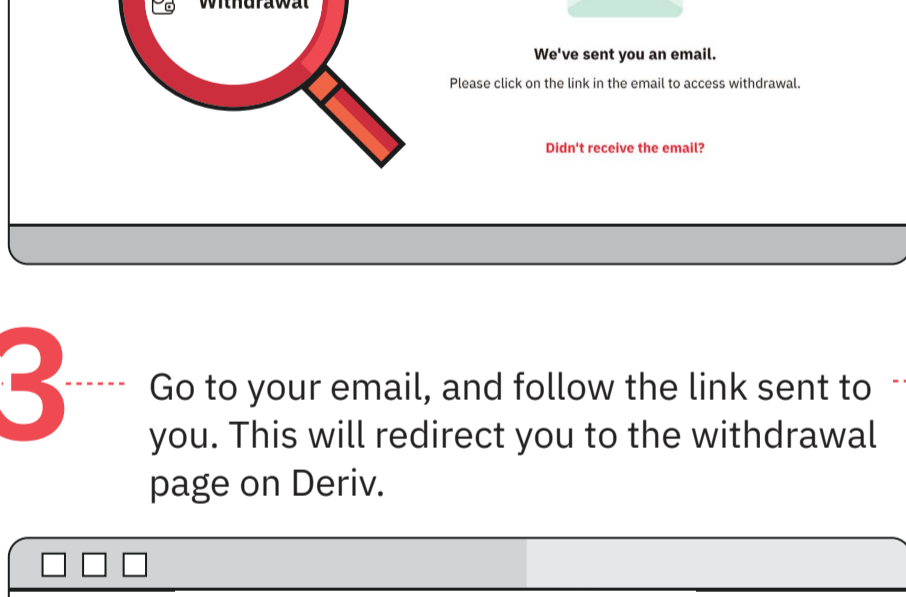 Withdrawal
We've sent you an email.
Please click on the link in the email to access withdrawal.
Didn't receive the email?
3
Go to your email, and follow the link sent to
you. This will redirect you to the withdrawal
page on Deriv.